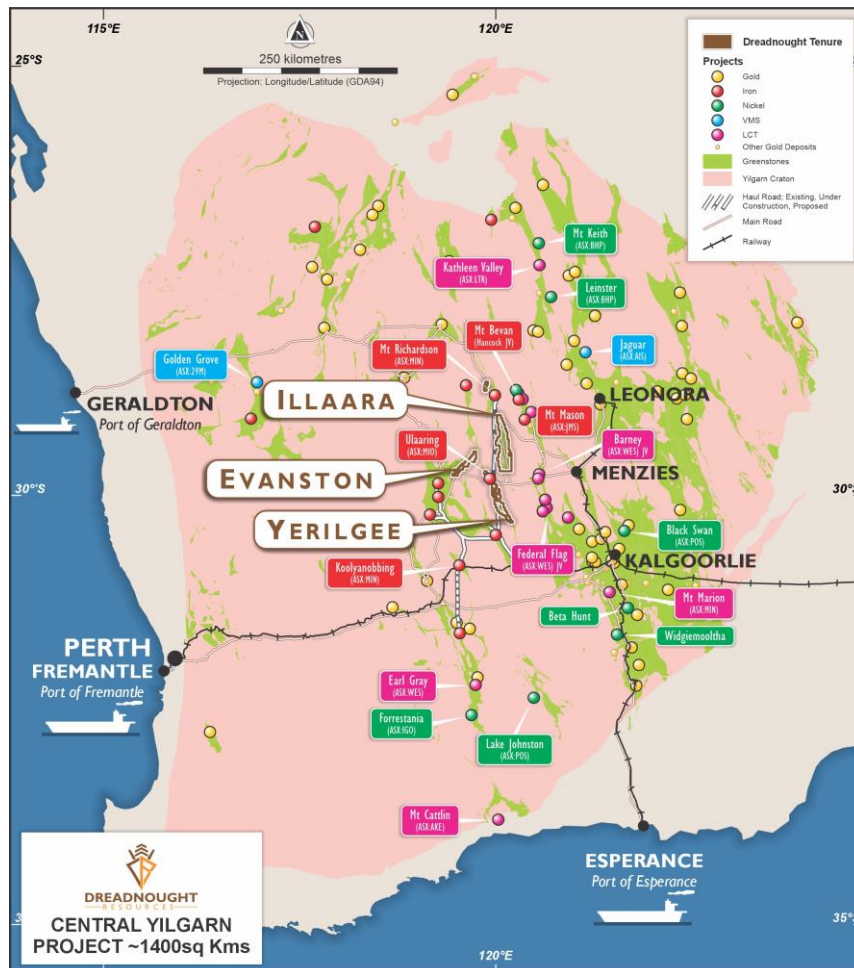 115°E
120°E
25°S
N
250 kilometres
Projection: Longitude/Latitude (GDA94)
Dreadnought Tenure
Projects
Gold
Iron
Nickel
VMS
LCT
Other Gold Deposits
Greenstones
Yilgarn Craton
Haul Road; Existing, Under
Construction, Proposed
Main Road
Railway
Mt Keith
(ASX:BHP)
Kathleen Valley
(ASX:LTR)
Leinster
(ASX:BHP)
Mt Bevan
(Hancock JV)
Mt Richardson
(ASX:MIN)
Jaguar
(ASX:AIS)
Golden Grove
(ASX:29M)
GERALDTON
Port of Geraldton
ILLAARA
LEONORA
Mt Mason
(ASX:JMS)
Ulaaring
(ASX:MIO)
Barney
(ASX:WES) JV
EVANSTON
MENZIES
30°S
30°S
YERILGEE
Black Swan
(ASX:POS)
Federal Flag
(ASX:WES) JV
KALGOORLIE
Koolyanobbing
(ASX:MIN)
Mt Marion
(ASX:MIN)
Beta Hunt
Widgiemooltha
PERTH
FREMANTLE
Port of Fremantle
Earl Gray
(ASX:WES)
Forrestania
(ASX:IGO)
Lake Johnston
(ASX:POS)
Mt Cattlin
(ASX:AKE)
ESPERANCE
Port of Esperance
DREADNOUGHT
RESOURCES
CENTRAL YILGARN
PROJECT ~1400sq Kms
35°S
120°E